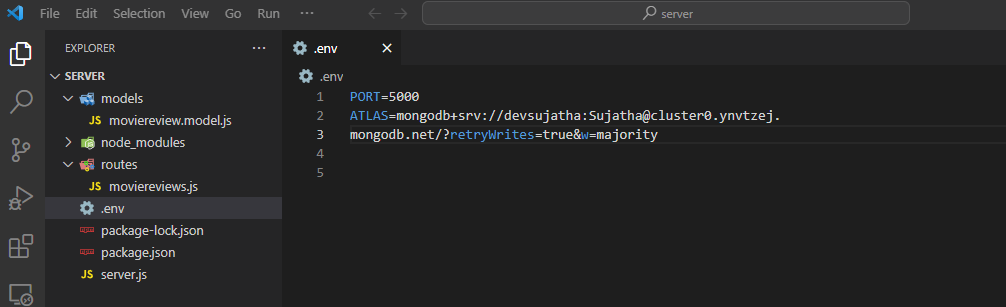 File Edit Selection View Go Run ···
server
EXPLORER ···
.env ×
SERVER
.env
models
JS moviereview.model.js
node_modules
routes
JS moviereviews.js
.env
package-lock.json
package.json
JS server.js
1 PORT=5000
2 ATLAS=mongodb+srv://devsujatha:Sujatha@cluster0.ynvtzej.
3 mongodb.net/?retryWrites=true&w=majority
4
5